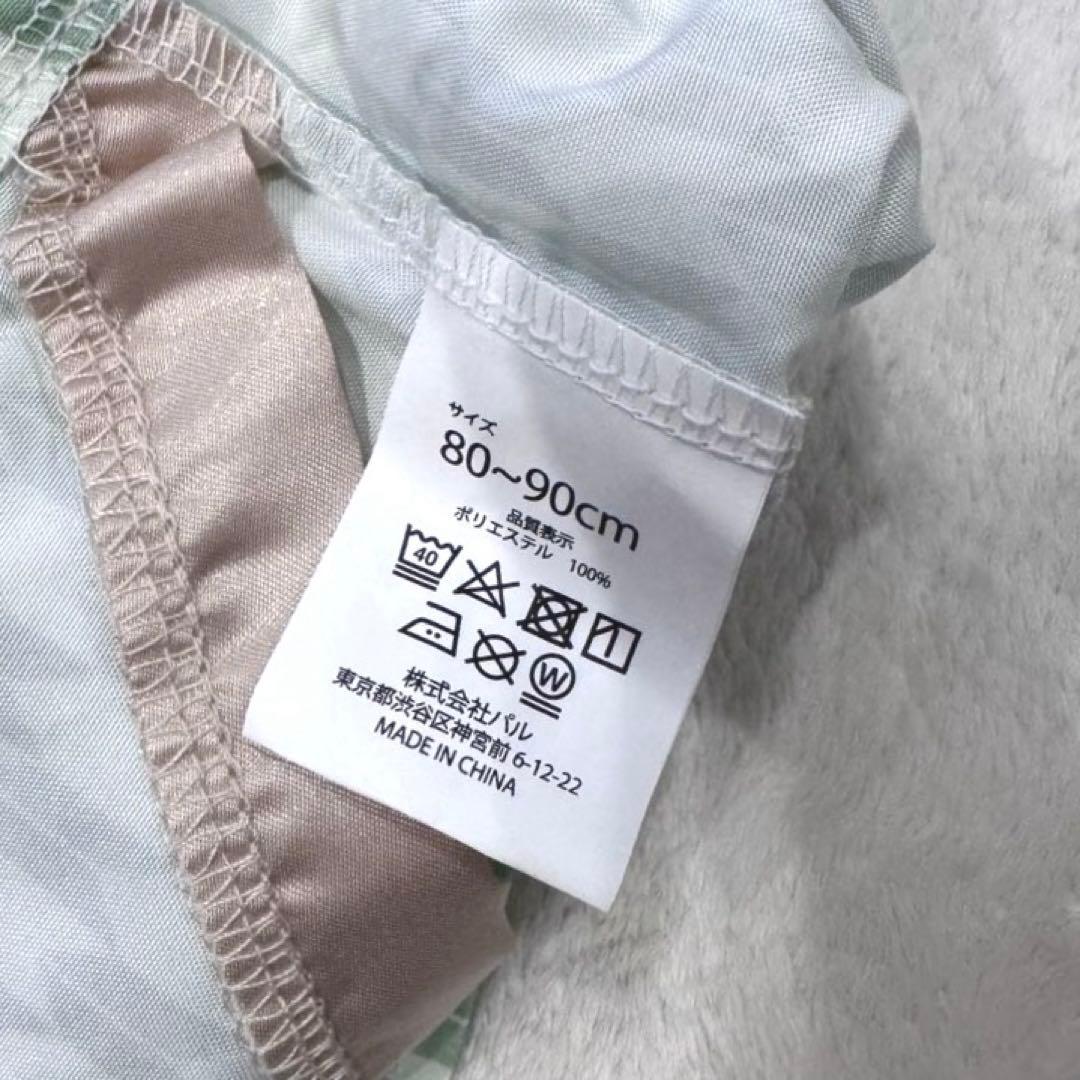 サイズ
80~90cm
品質表示
ポリエステル 100%
40
W
株式会社パル
東京都渋谷区神宮前 6-12-22
MADE IN CHINA